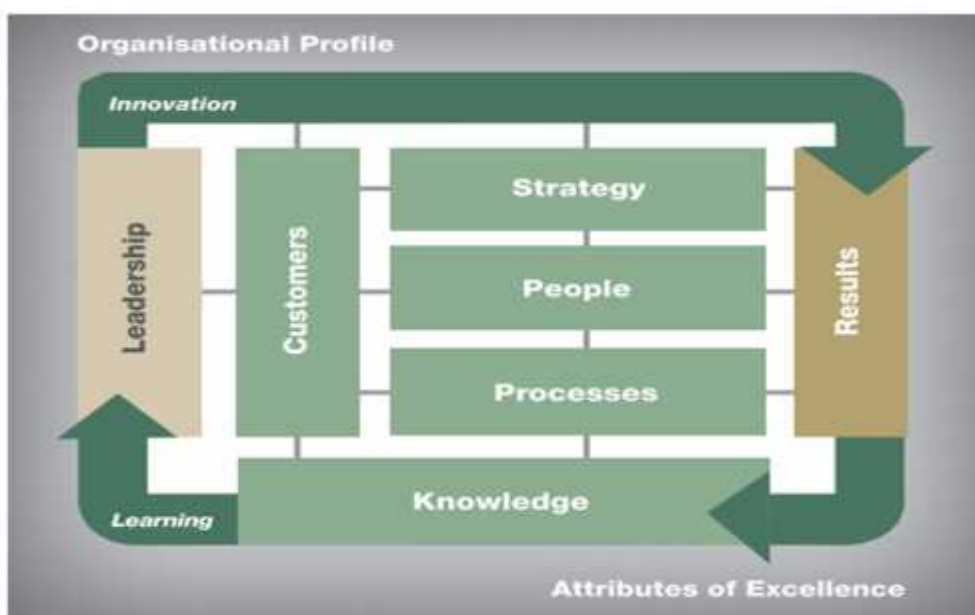 Organisational Profile
Innovation
Leadership
Customers
Strategy
People
Processes
Results
Knowledge
Learning
Attributes of Excellence